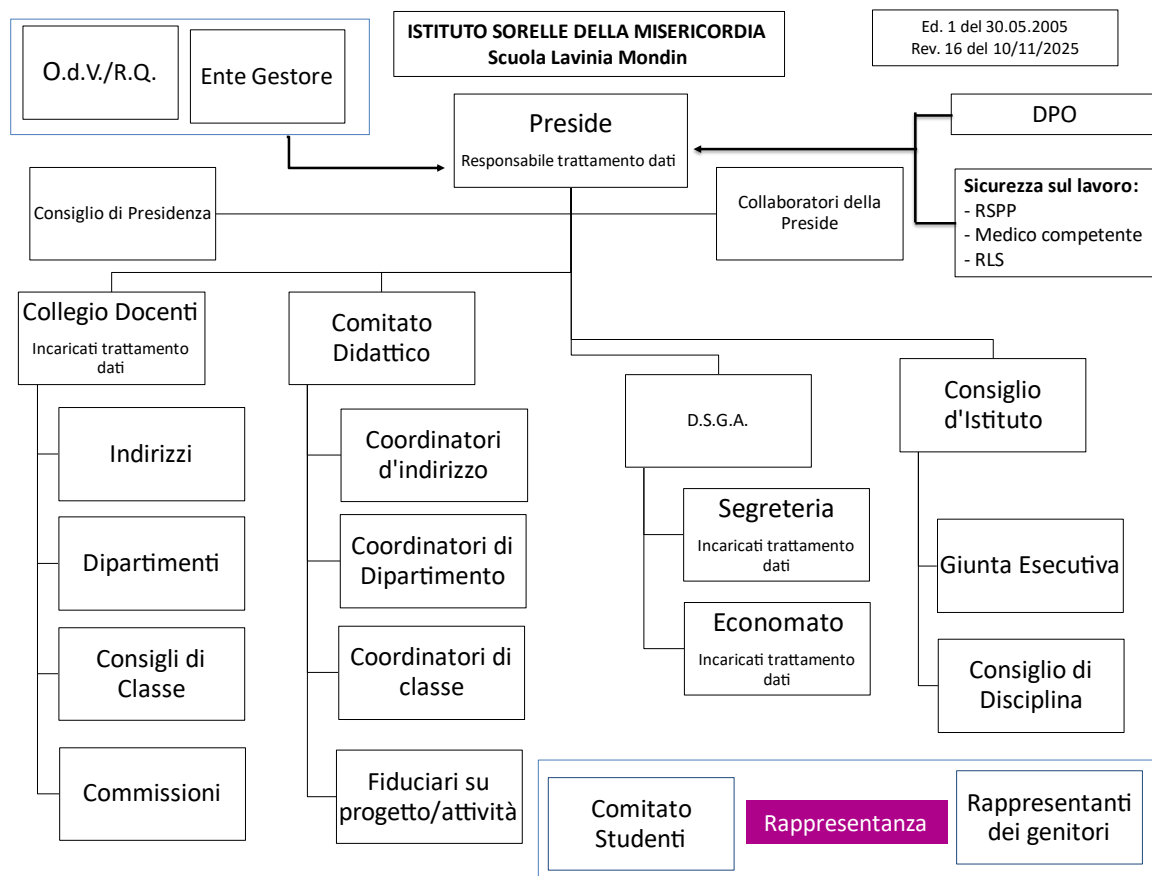 ISTITUTO SORELLE DELLA MISERICORDIA
Scuola Lavinia Mondin
Ed. 1 del 30.05.2005
Rev. 16 del 10/11/2025
O.d.V./R.Q.
Ente Gestore
Preside
Responsabile trattamento dati
DPO
Sicurezza sul lavoro:
- RSPP
- Medico competente
- RLS
Consiglio di Presidenza
Collaboratori della
Preside
Collegio Docenti
Incaricati trattamento
dati
Indirizzi
Dipartimenti
Consigli di
Classe
Commissioni
Comitato
Didattico
Coordinatori
d'indirizzo
Coordinatori di
Dipartimento
Coordinatori di
classe
Fiduciari su
progetto/attività
D.S.G.A.
Segreteria
Incaricati trattamento
dati
Economato
Incaricati trattamento
dati
Consiglio
d'Istituto
Giunta Esecutiva
Consiglio di
Disciplina
Comitato
Studenti
Rappresentanza
Rappresentanti
dei genitori